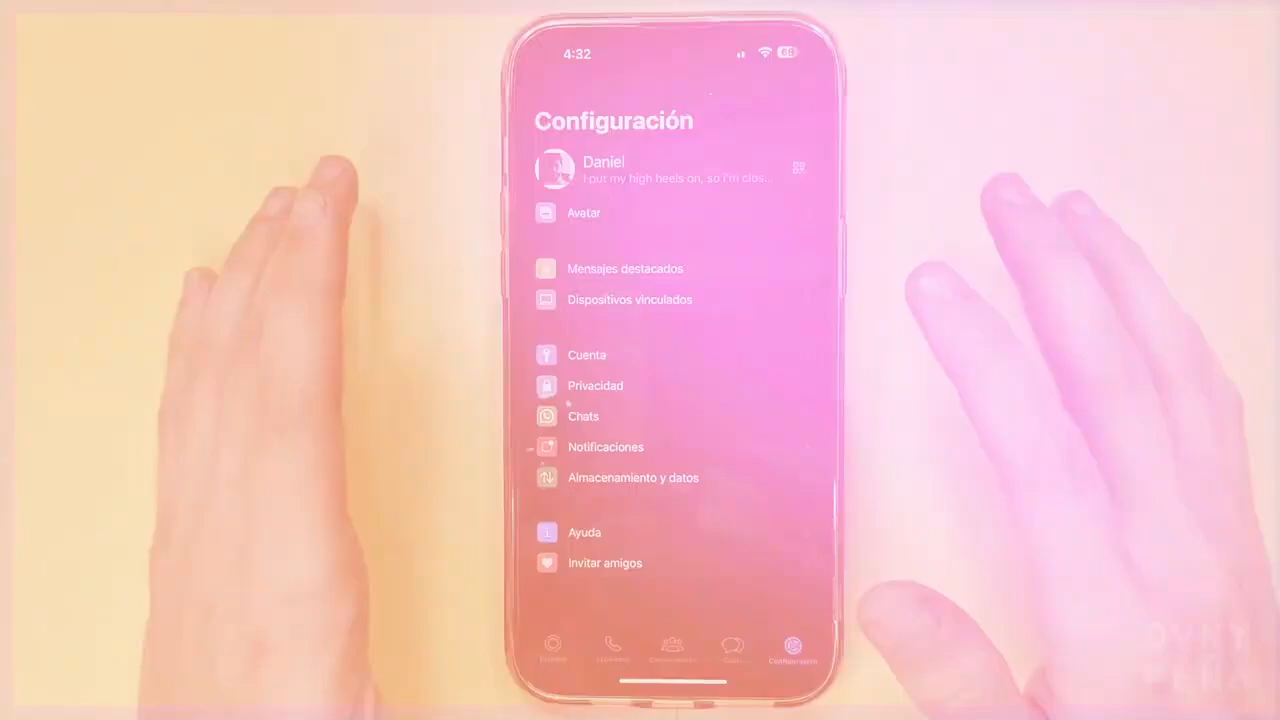 4:32
69
Configuración
Daniel
I put my high heels on, so I'm clos...
Avatar
Mensajes destacados
Dispositivos vinculados
Cuenta
Privacidad
Chats
Notificaciones
Almacenamiento y datos
Ayuda
Invitar amigos
Configuración